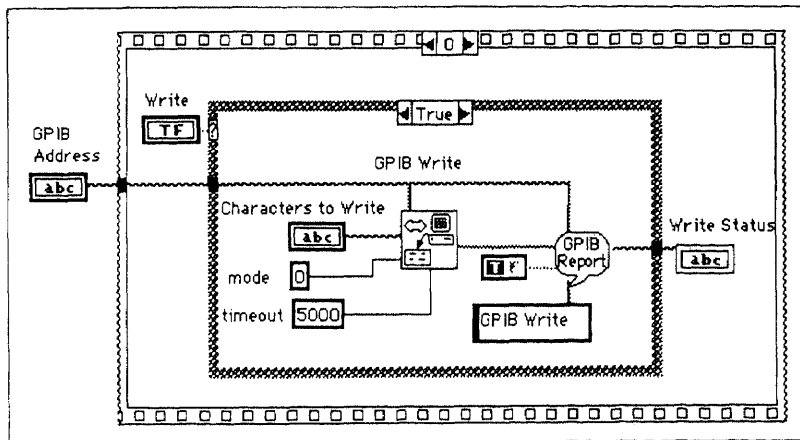 0
Write
TF
?
True
GPIB
Address
abc
GPIB Write
Characters to Write
abc
mode
0
timeout
5000
T F
GPIB
Report
GPIB Write
Write Status
abc